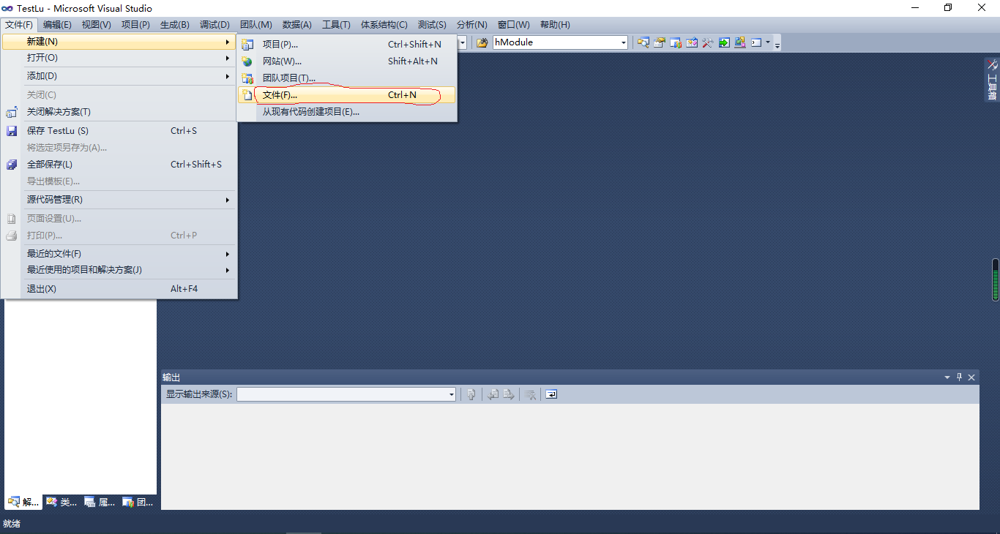 TestLu - Microsoft Visual Studio
文件(F) 编辑(E) 视图(V) 项目(P) 生成(B) 调试(D) 团队(M) 数据(A) 工具(T) 体系结构(C) 测试(S) 分析(N) 窗口(W) 帮助(H)
hModule
新建(N)
打开(O)
添加(D)
关闭(C)
关闭解决方案(T)
保存 TestLu (S) Ctrl+S
将选定项另存为(A)...
全部保存(L) Ctrl+Shift+S
导出模板(E)...
源代码管理(R)
页面设置(U)...
打印(P)... Ctrl+P
最近的文件(F)
最近使用的项目和解决方案(J)
退出(X) Alt+F4
项目(P)... Ctrl+Shift+N
网站(W)... Shift+Alt+N
团队项目(T)...
文件(F)... Ctrl+N
从现有代码创建项目(E)...
工具箱
输出
显示输出来源(S):
解... 类... 属... 团...
就绪